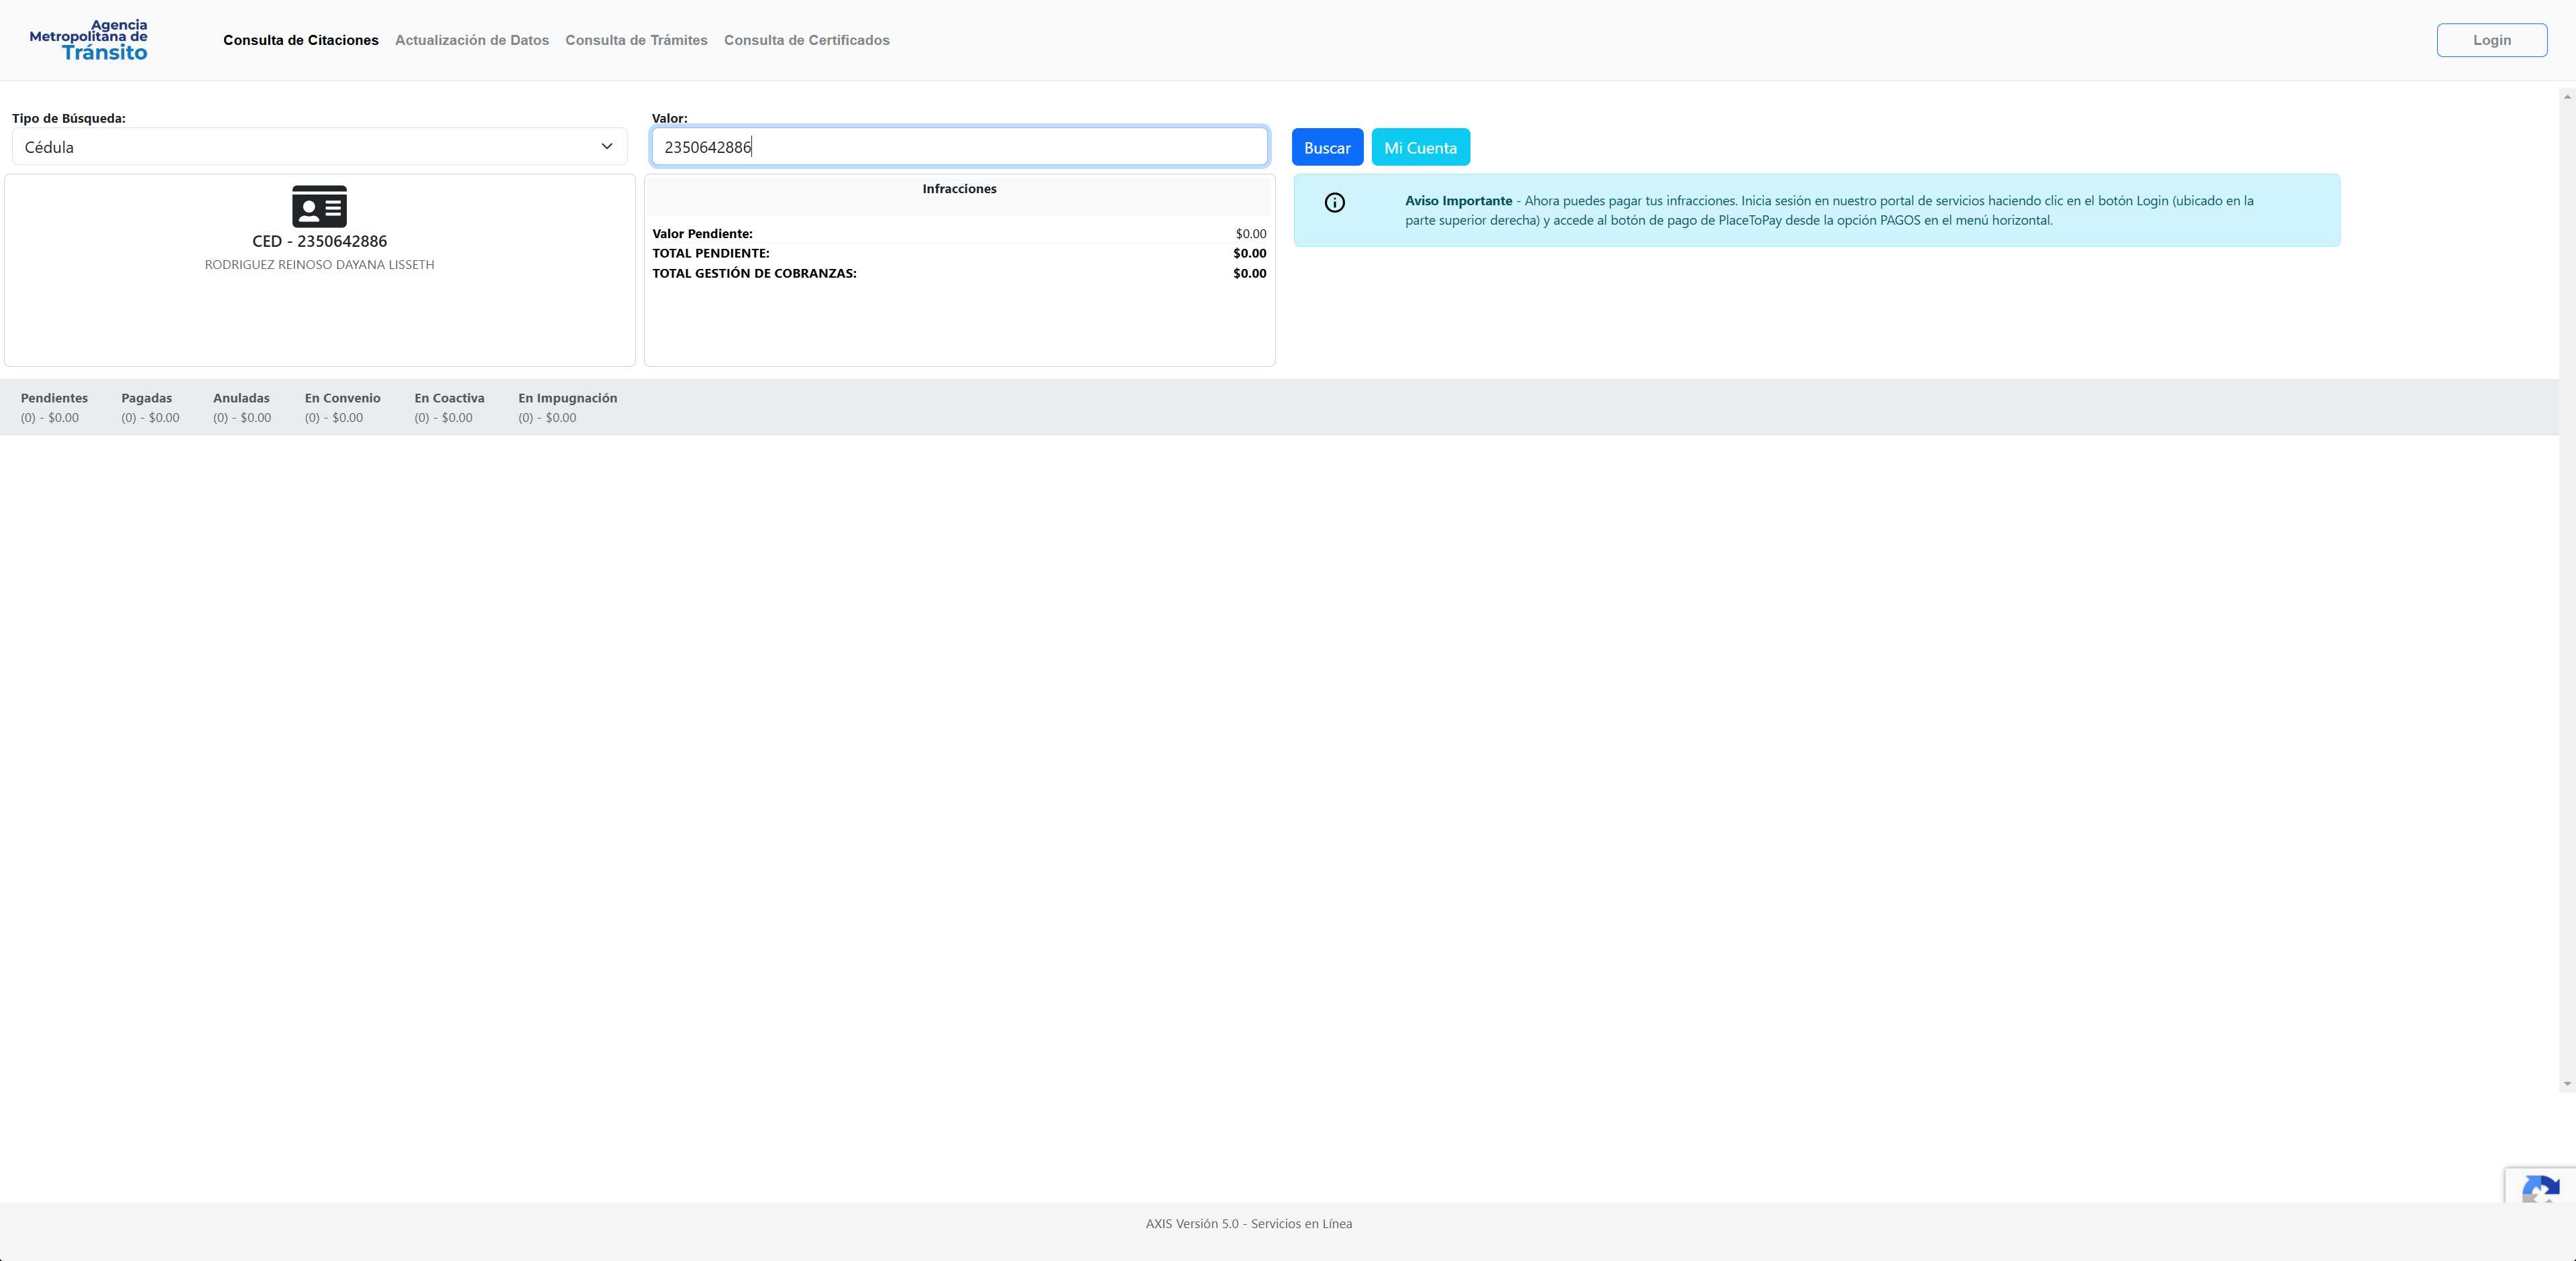 Agencia
Metropolitana de
Tránsito
Consulta de Citaciones Actualización de Datos Consulta de Trámites Consulta de Certificados
Login
Tipo de Búsqueda:
Cédula
Valor:
2350642886
Buscar
Mi Cuenta
CED - 2350642886
RODRIGUEZ REINOSO DAYANA LISSETH
Infracciones
Valor Pendiente: $0.00
TOTAL PENDIENTE: $0.00
TOTAL GESTIÓN DE COBRANZAS: $0.00
Aviso Importante - Ahora puedes pagar tus infracciones. Inicia sesión en nuestro portal de servicios haciendo clic en el botón Login (ubicado en la
parte superior derecha) y accede al botón de pago de PlaceToPay desde la opción PAGOS en el menú horizontal.
Pendientes Pagadas Anuladas En Convenio En Coactiva En Impugnación
(0) - $0.00 (0) - $0.00 (0) - $0.00 (0) - $0.00 (0) - $0.00 (0) - $0.00
AXIS Versión 5.0 - Servicios en Línea